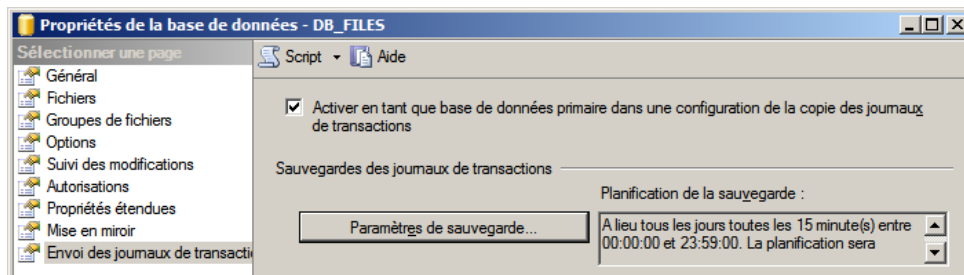 Propriétés de la base de données - DB_FILES
Sélectionner une page
Général
Fichiers
Groupes de fichiers
Options
Suivi des modifications
Autorisations
Propriétés étendues
Mise en miroir
Envoi des journaux de transacti
Script
Aide
Activer en tant que base de données primaire dans une configuration de la copie des journaux
de transactions
Sauvegardes des journaux de transactions
Planification de la sauvegarde :
Paramètres de sauvegarde...
A lieu tous les jours toutes les 15 minute(s) entre
00:00:00 et 23:59:00. La planification sera